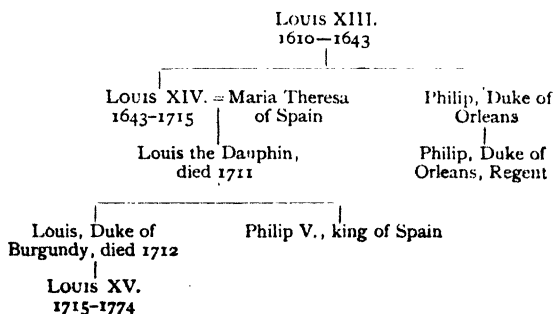 LOUIS XIII.
1610—1643
LOUIS XIV. = Maria Theresa
1643-1715 of Spain
Philip, Duke of
Orleans
Louis the Dauphin,
died 1711
Philip, Duke of
Orleans, Regent
Louis, Duke of
Burgundy, died 1712
Philip V., king of Spain
LOUIS XV.
1715-1774